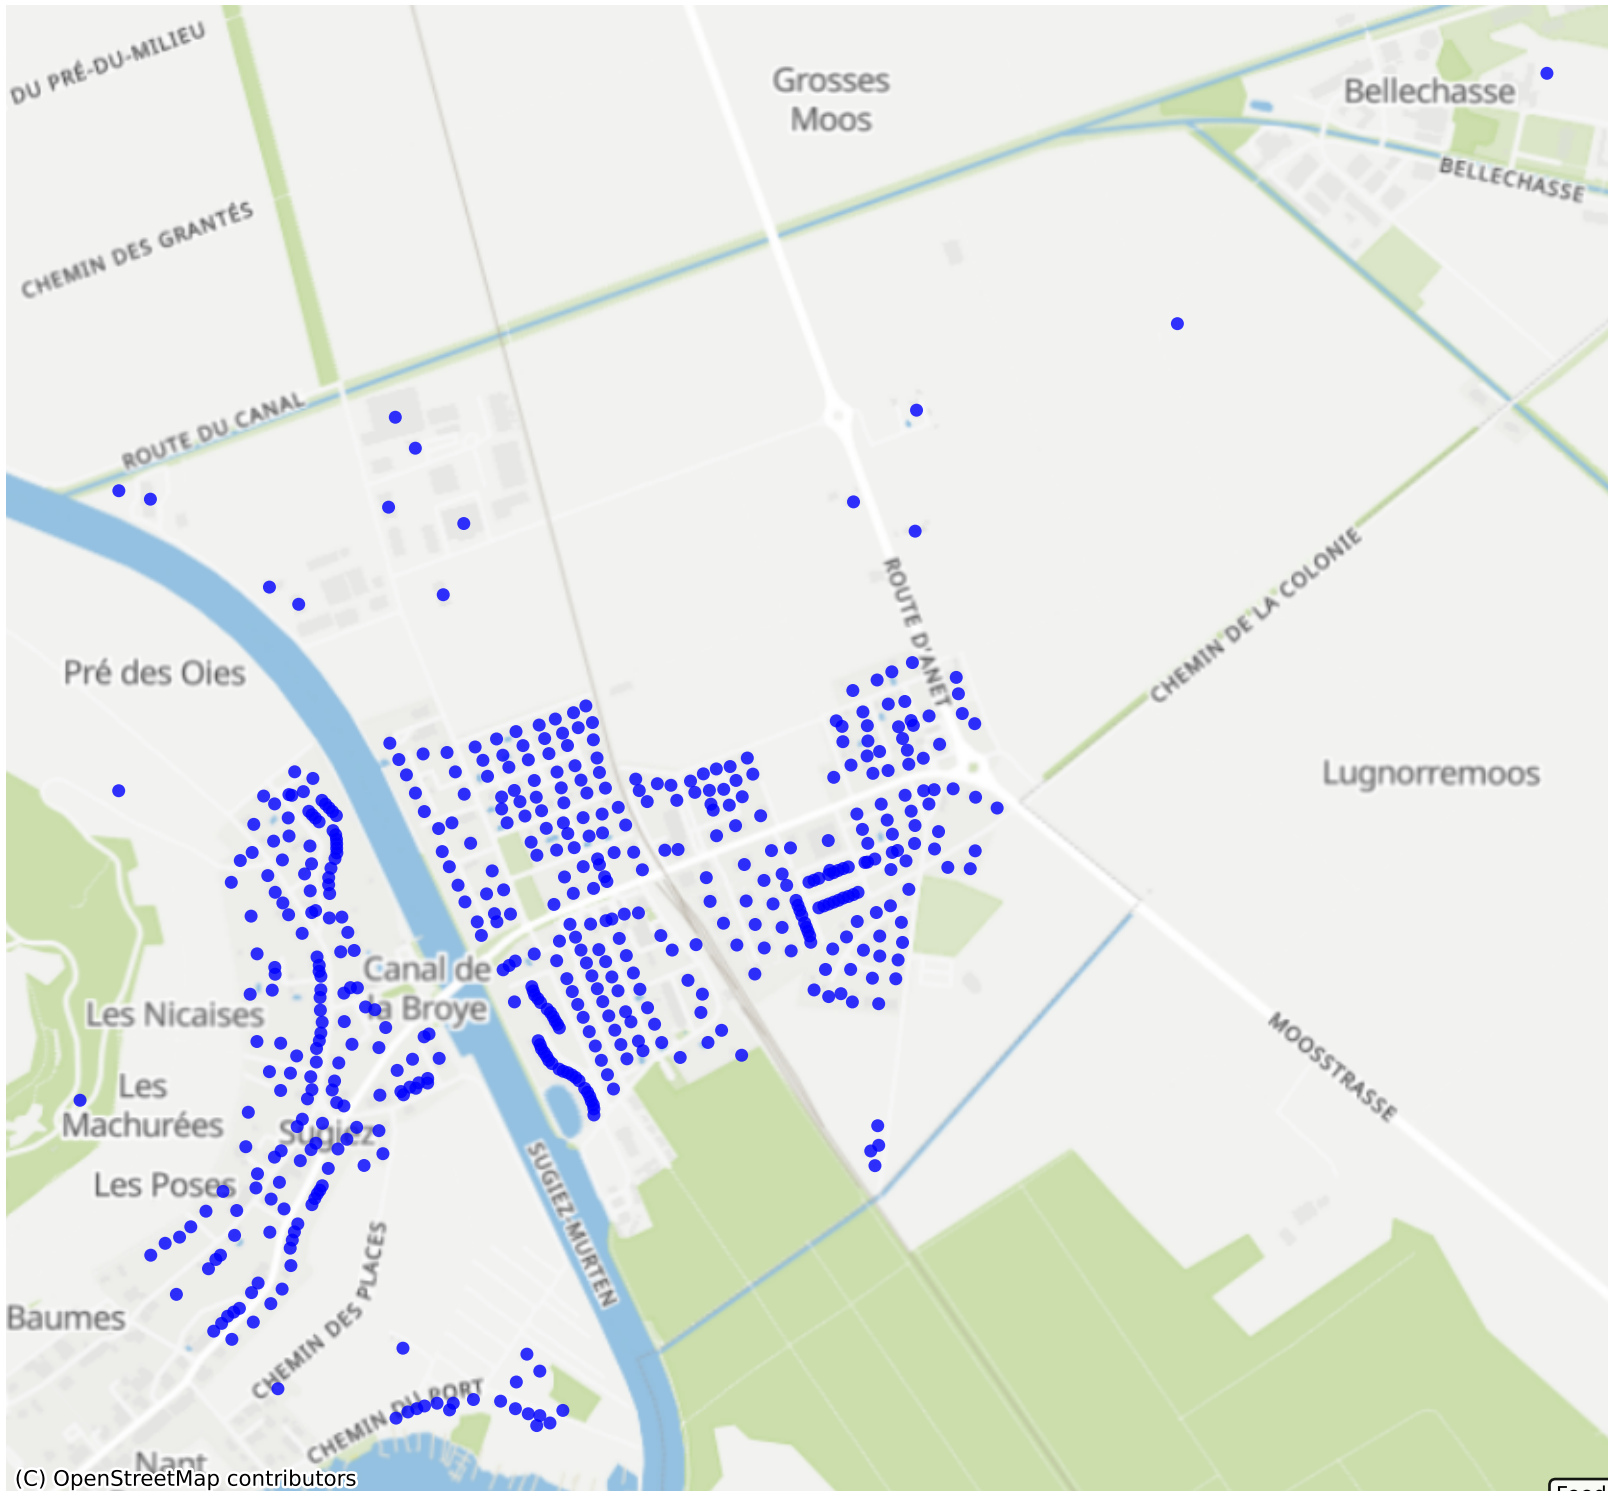 DU PRÉ-DU-MILIEU
Grosses
Moos
Bellechasse
BELLECHASSE
CHEMIN DES GRANTÉS
ROUTE DU CANAL
ROUTE D'ANET
CHEMIN DE LA COLONIE
Pré des Oies
Lugnorremoos
Canal de
la Broye
Les Nicaises
Les
Machurées
Sugiez
Les Poses
MOOSSTRASSE
SUGIEZ-MURTEN
CHEMIN DES PLACES
Baumes
CHEMIN DU PORT
Nant
(C) OpenStreetMap contributors